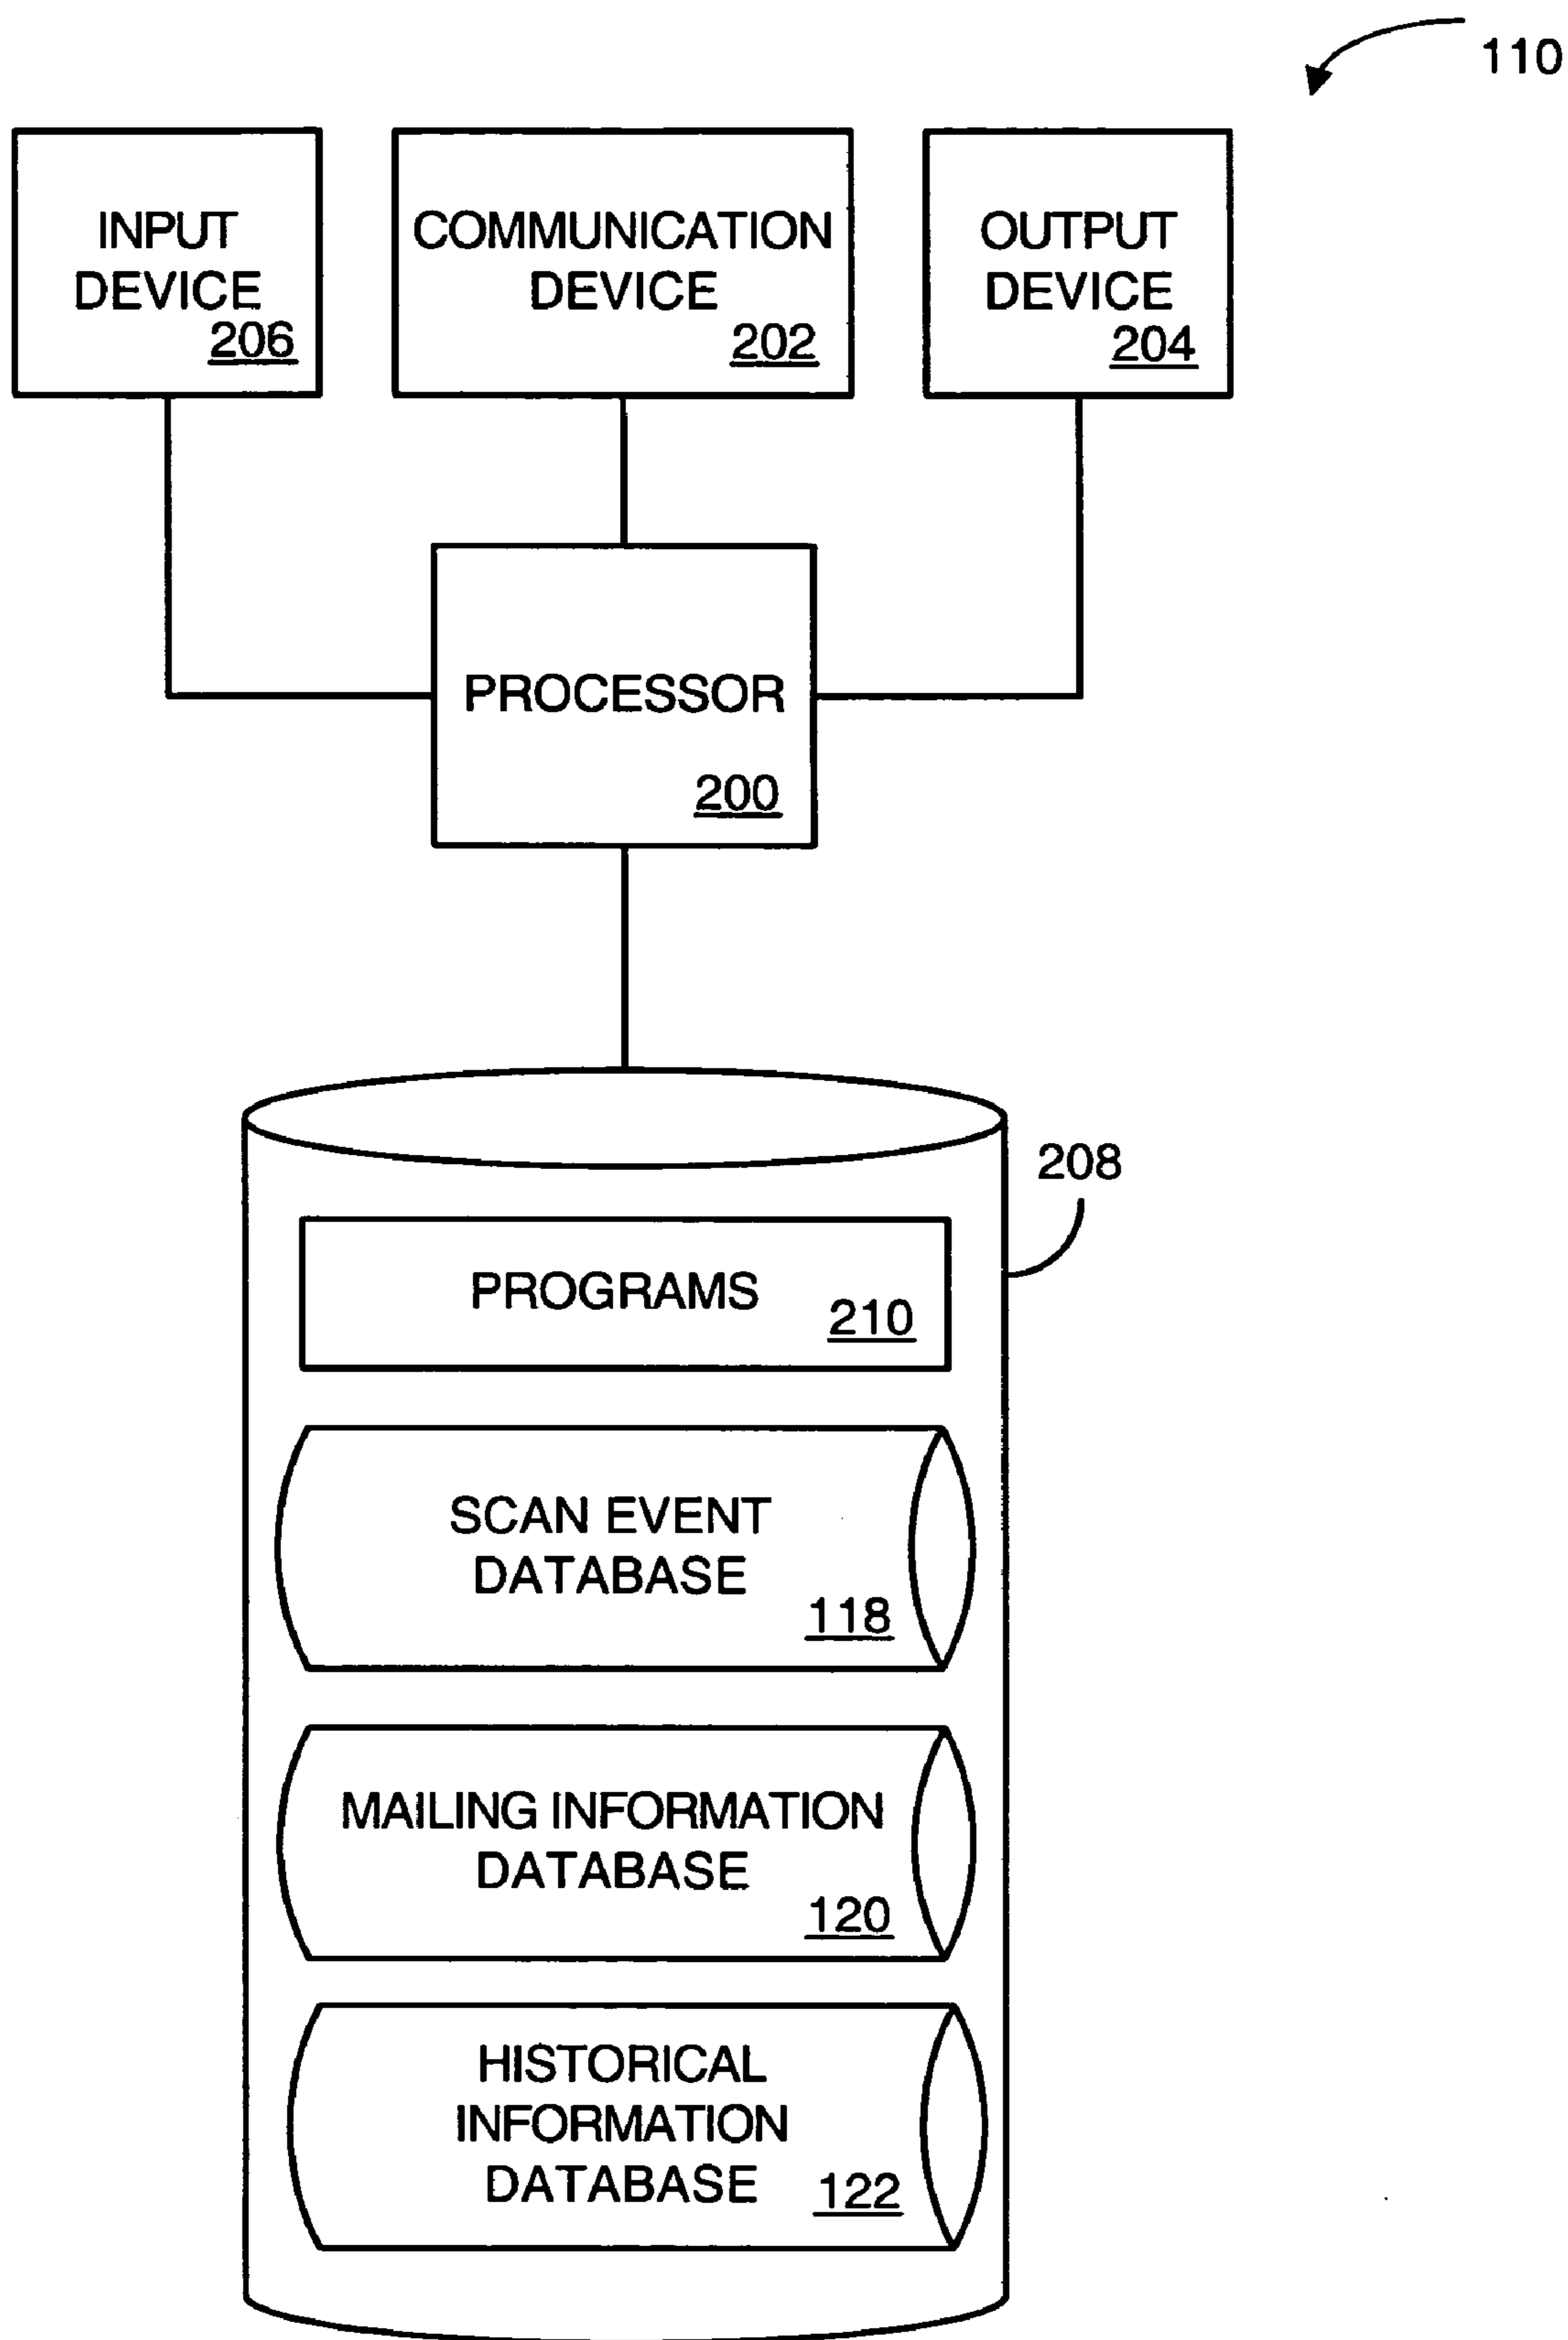 110
INPUT
DEVICE
206
COMMUNICATION
DEVICE
202
OUTPUT
DEVICE
204
PROCESSOR
200
208
PROGRAMS
210
SCAN EVENT
DATABASE
118
MAILING INFORMATION
DATABASE
120
HISTORICAL
INFORMATION
DATABASE
122